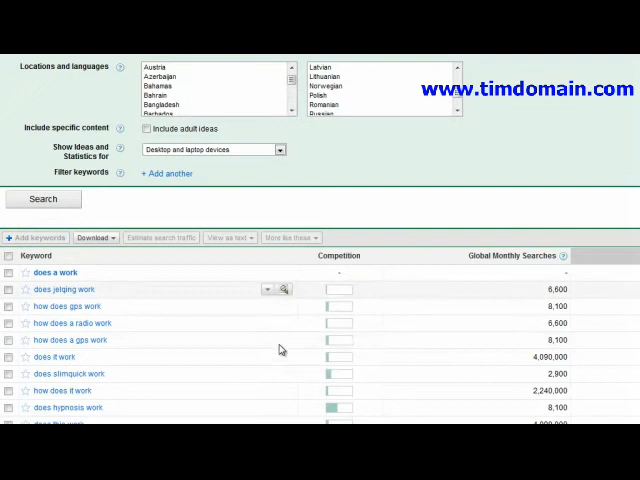 Locations and languages
Austria
Azerbaijan
Bahamas
Bahrain
Bangladesh
Barbados
Latvian
Lithuanian
Norwegian
Polish
Romanian
Russian
www.timdomain.com
Include specific content
Include adult ideas
Show Ideas and
Statistics for
Desktop and laptop devices
Filter keywords
+ Add another
Search
+ Add keywords
Download
Estimate search traffic
View as text
More like these
Keyword Competition Global Monthly Searches
does a work - -
does jelqing work 6,600
how does gps work 8,100
how does a radio work 6,600
how does a gps work 8,100
does it work 4,090,000
does slimquick work 2,900
how does it work 2,240,000
does hypnosis work 8,100
does this work